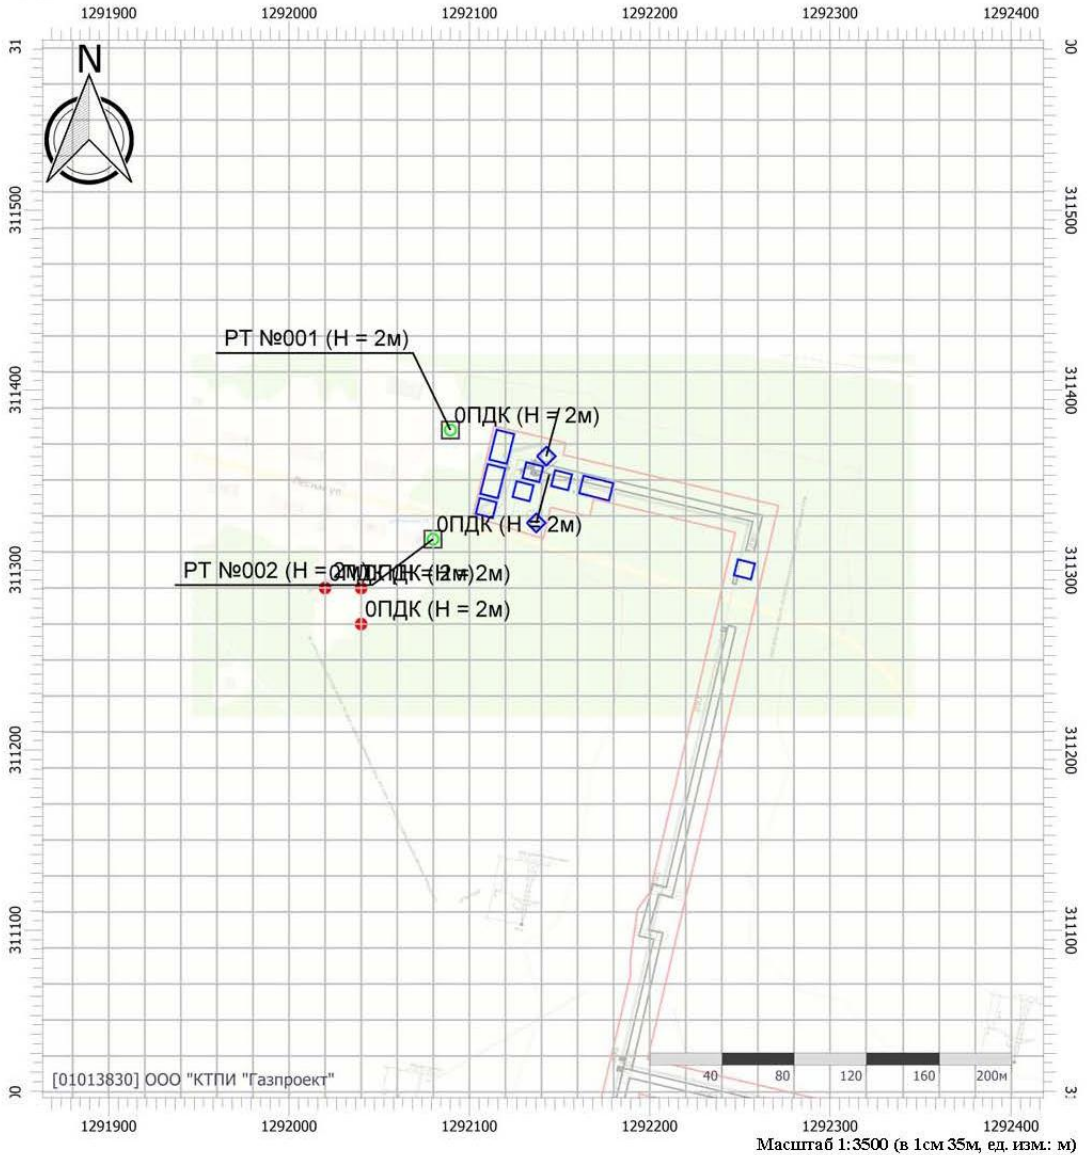 1291900 1292000 1292100 1292200 1292300 1292400
N
311500 311500
РТ №001 (Н = 2м)
311400 311400
0ПДК (Н = 2м)
Лесная ул.
0ПДК (Н = 2м)
РТ №002 (Н = 2м)
311300 311300
0ПДК (Н = 2м)
311200 311200
311100 311100
40 80 120 160 200м
[01013830] ООО "КТПИ "Газпроект"
1291900 1292000 1292100 1292200 1292300 1292400
Масштаб 1:3500 (в 1см 35м, ед. изм.: м)